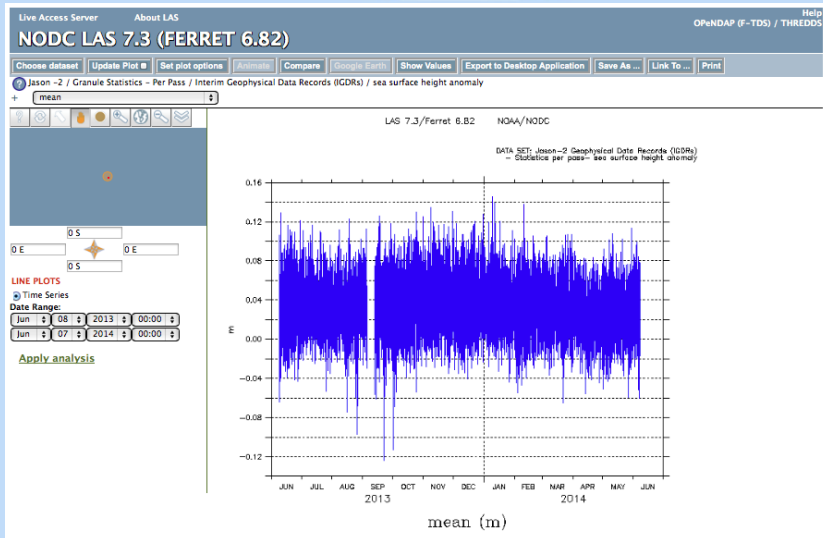 Live Access Server About LAS Help
OPeNDAP (F-TDS) / THREDDS
NODC LAS 7.3 (FERRET 6.82)
Choose dataset Update Plot Set plot options Animate Compare Google Earth Show Values Export to Desktop Application Save As ... Link To ... Print
? Jason -2 / Granule Statistics - Per Pass / Interim Geophysical Data Records (IGDRs) / sea surface height anomaly
+ mean
LAS 7.3/Ferret 6.82 NOAA/NODC
DATA SET: Jason-2 Geophysical Data Records (IGDRs)
- Statistics per pass- sea surface height anomaly
0 S
0 E 0 E
0 S
LINE PLOTS
Time Series
Date Range:
Jun 08 2013 00:00
Jun 07 2014 00:00
Apply analysis
0.16
0.12
0.08
0.04
0.00
-0.04
-0.08
-0.12
m
JUN JUL AUG SEP OCT NOV DEC JAN FEB MAR APR MAY JUN
2013 2014
mean (m)